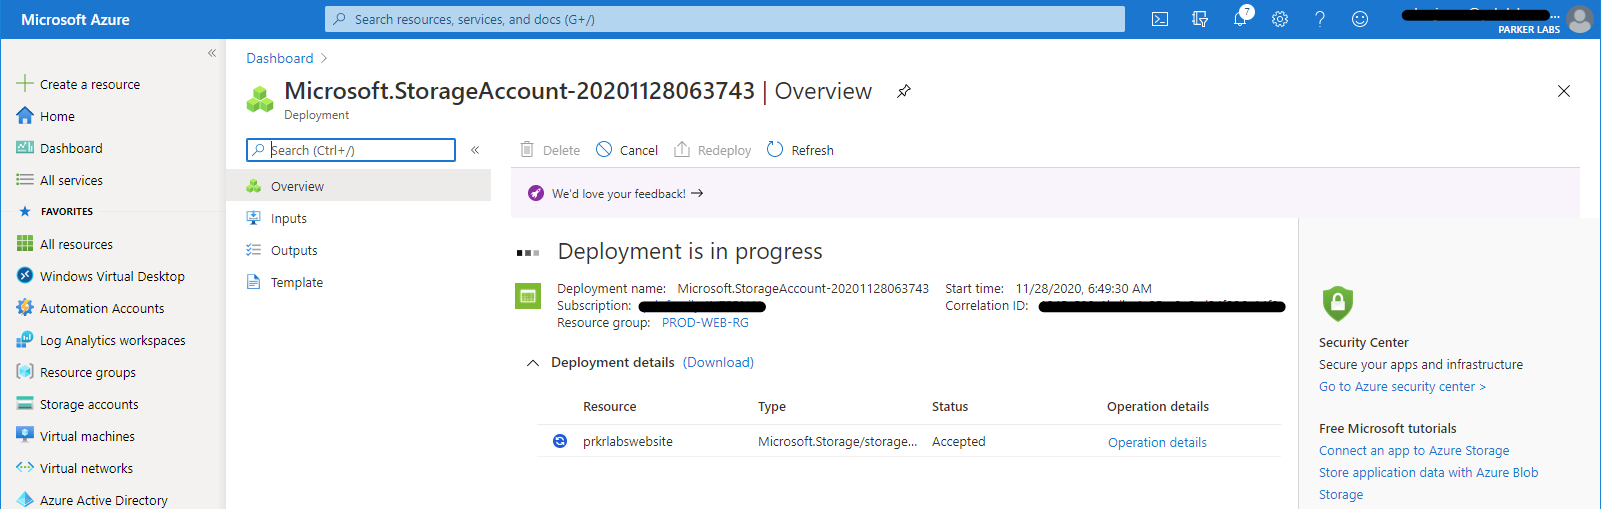 Microsoft Azure
Search resources, services, and docs (G+/)
7
PARKER LABS
Create a resource
Home
Dashboard
All services
FAVORITES
All resources
Windows Virtual Desktop
Automation Accounts
Log Analytics workspaces
Resource groups
Storage accounts
Virtual machines
Virtual networks
Azure Active Directory
Dashboard >
Microsoft.StorageAccount-20201128063743 | Overview
Deployment
Search (Ctrl+/)
Overview
Inputs
Outputs
Template
Delete Cancel Redeploy Refresh
We'd love your feedback! →
Deployment is in progress
Deployment name: Microsoft.StorageAccount-20201128063743
Subscription:
Resource group: PROD-WEB-RG
Start time: 11/28/2020, 6:49:30 AM
Correlation ID:
Deployment details (Download)
Resource Type Status Operation details
prkrlabswebsite Microsoft.Storage/storage... Accepted Operation details
Security Center
Secure your apps and infrastructure
Go to Azure security center >
Free Microsoft tutorials
Connect an app to Azure Storage
Store application data with Azure Blob
Storage